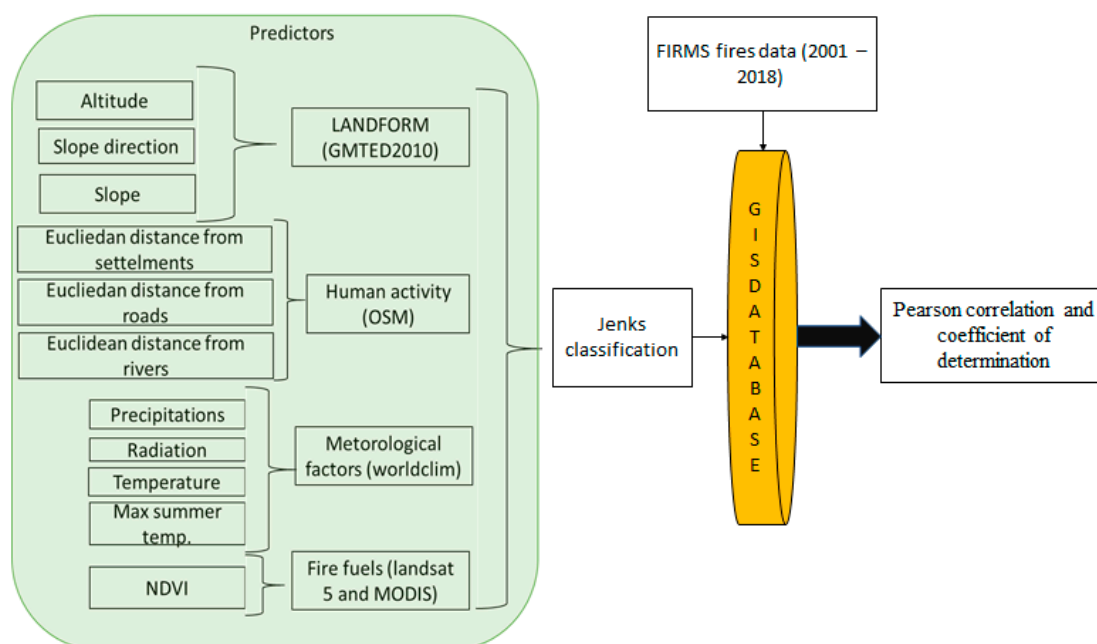 Predictors
Altitude
Slope direction
Slope
LANDFORM
(GMTED2010)
Eucliedan distance from
settelments
Eucliedan distance from
roads
Euclidean distance from
rivers
Human activity
(OSM)
Precipitations
Radiation
Temperature
Max summer
temp.
Metorological
factors (worldclim)
NDVI
Fire fuels (landsat
5 and MODIS)
Jenks
classification
FIRMS fires data (2001 –
2018)
G
I
S
D
A
T
A
B
A
S
E
Pearson correlation and
coefficient of
determination